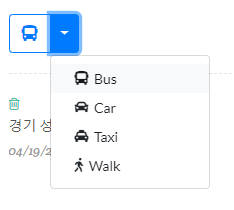 Bus
Car
Taxi
Walk
경기 성
04/19/2